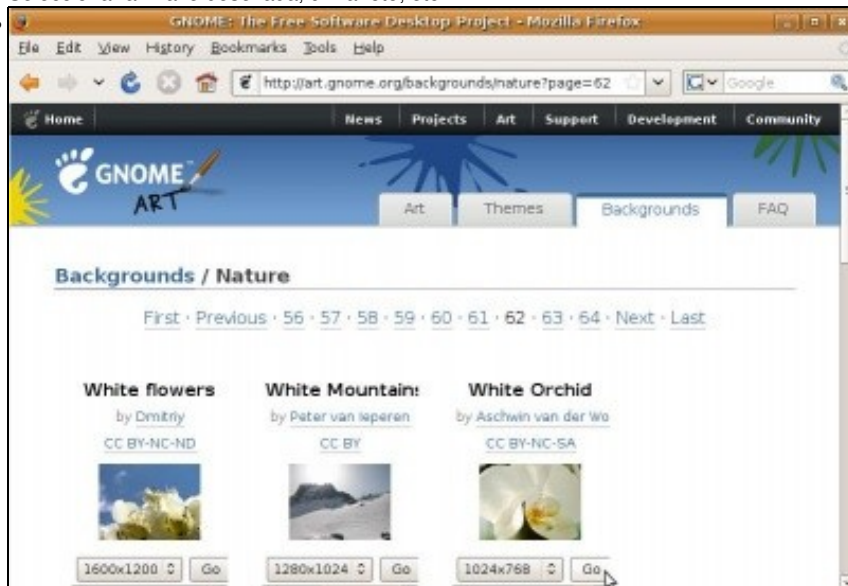 GNOME: The Free Software Desktop Project - Mozilla Firefox
File Edit View History Bookmarks Tools Help
http://art.gnome.org/backgrounds/nature?page=62 Google
Home News Projects Art Support Development Community
GNOME™
ART
Art Themes Backgrounds FAQ
Backgrounds / Nature
First · Previous · 56 · 57 · 58 · 59 · 60 · 61 · 62 · 63 · 64 · Next · Last
White flowers White Mountains White Orchid
by Dmitriy by Peter van Ieperen by Aschwin van der Wo
CC BY-NC-ND CC BY CC BY-NC-SA
1600x1200 Go 1280x1024 Go 1024x768 Go